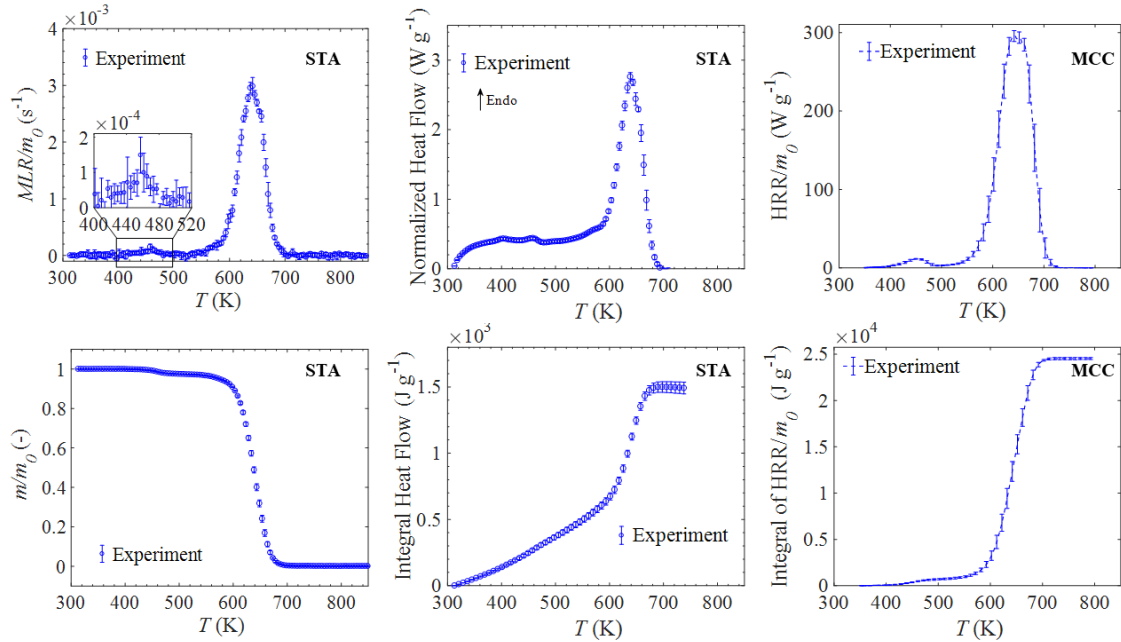 ×10⁻³
4
3
2
1
0
MLR/m₀ (s⁻¹)
Experiment
STA
×10⁻⁴
2
1
0
400 440 480 520
300 400 500 600 700 800
T (K)
3
2
1
0
Normalized Heat Flow (W g⁻¹)
Experiment
STA
Endo
300 400 500 600 700 800
T (K)
300
200
100
0
HRR/m₀ (W g⁻¹)
Experiment
MCC
300 400 500 600 700 800
T (K)
1
0.8
0.6
0.4
0.2
0
m/m₀ (-)
STA
Experiment
300 400 500 600 700 800
T (K)
×10³
1.5
1.0
0.5
0
Integral Heat Flow (J g⁻¹)
STA
Experiment
300 400 500 600 700 800
T (K)
×10⁴
2.5
2.0
1.5
1.0
0.5
0
Integral of HRR/m₀ (J g⁻¹)
Experiment
MCC
300 400 500 600 700 800
T (K)